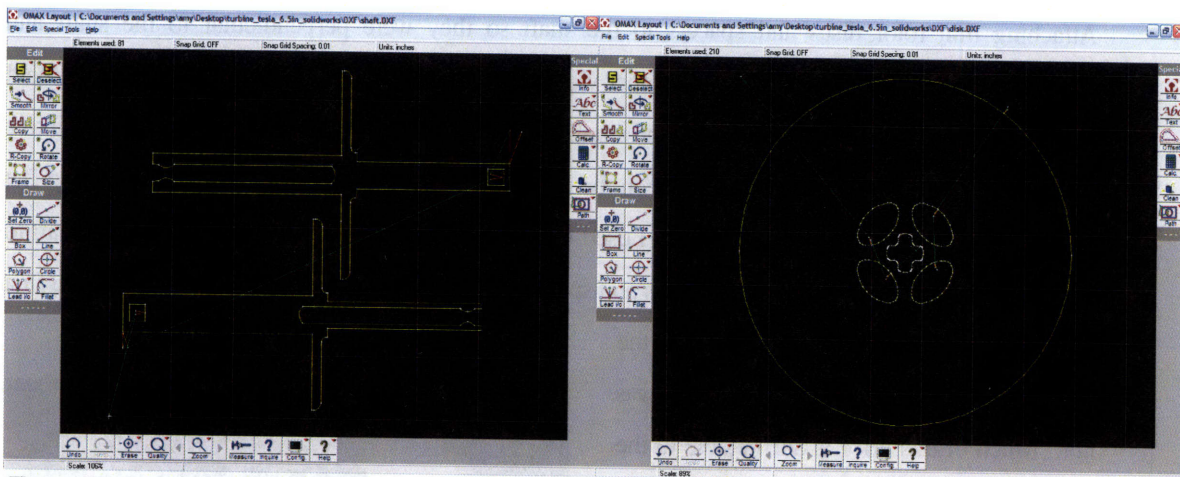 OMAX Layout | C:\Documents and Settings\amy\Desktop\turbine_tesla_6.5in_solidworks\DXF\shaft.DXF
File Edit Special Tools Help
Elements used: 81 Snap Grid: OFF Snap Grid Spacing: 0.01 Units: inches
Edit
Special
Select Deselect
Info
Smooth Mirror
Text
Copy Move
Offset
R-Copy Rotate
Calc
Frame Size
Clean
Draw
Path
Set Zero Divide
Box Line
Polygon Circle
Lead i/o Fillet
Undo Erase Quality Zoom Measure Inquire Config Help
Scale: 106%
OMAX Layout | C:\Documents and Settings\amy\Desktop\turbine_tesla_6.5in_solidworks\DXF\disk.DXF
File Edit Special Tools Help
Elements used: 210 Snap Grid: OFF Snap Grid Spacing: 0.01 Units: inches
Edit
Select Deselect
Info
Smooth Mirror
Text
Copy Move
Offset
R-Copy Rotate
Calc
Frame Size
Clean
Draw
Path
Set Zero Divide
Box Line
Polygon Circle
Lead i/o Fillet
Undo Erase Quality Zoom Measure Inquire Config Help
Scale: 89%